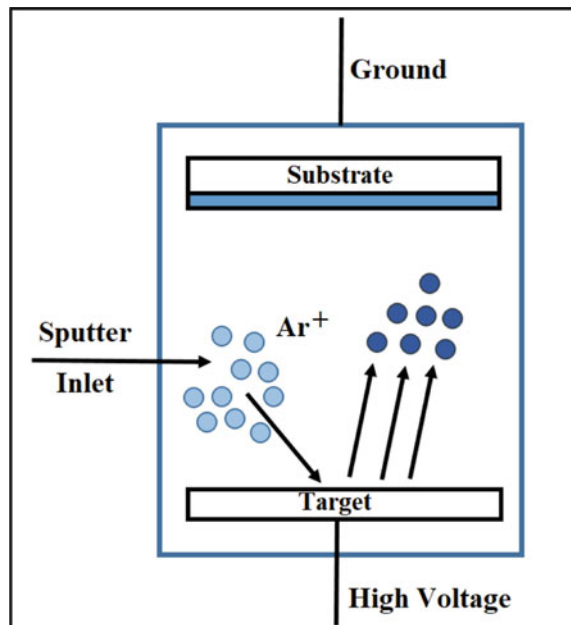 Ground
Substrate
Ar+
Sputter
Inlet
Target
High Voltage